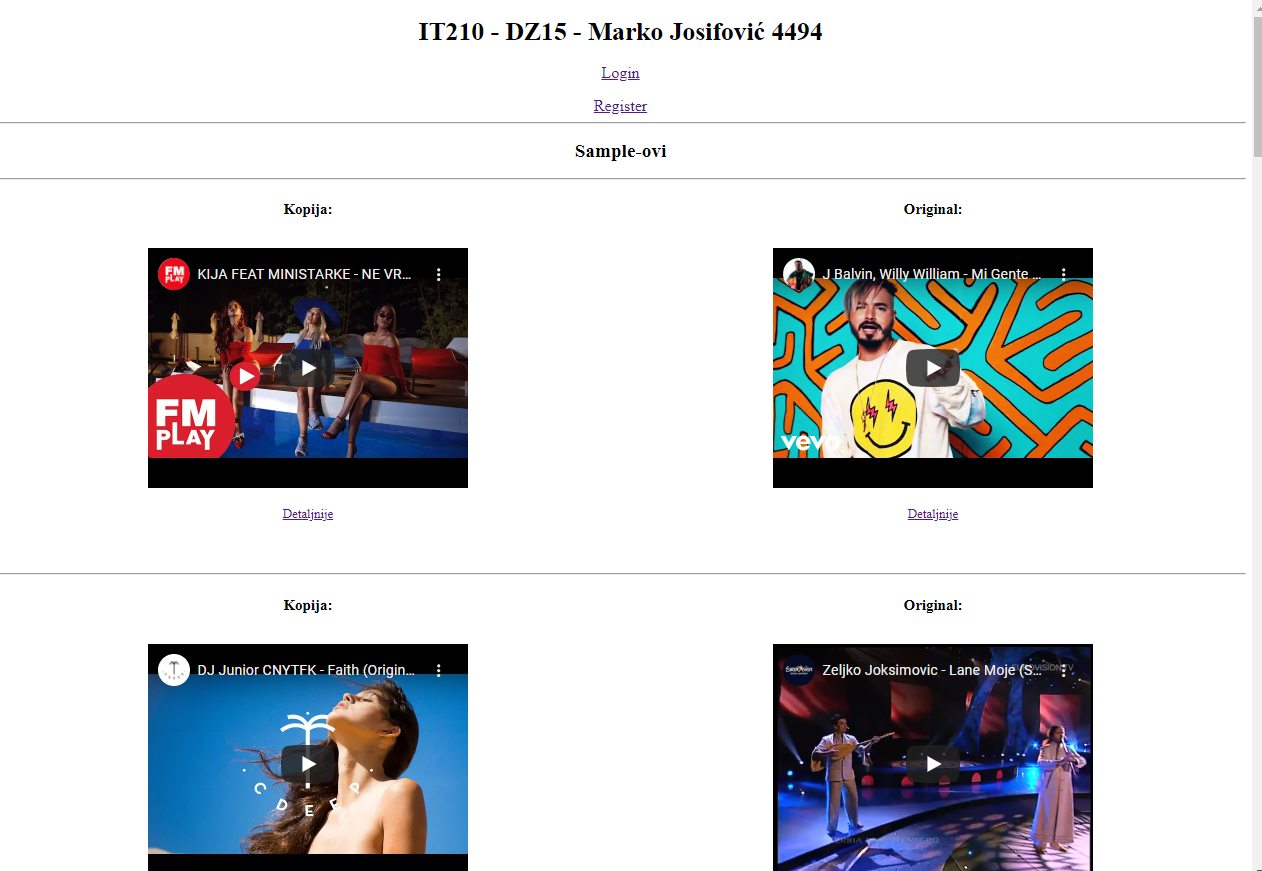 IT210 - DZ15 - Marko Josifović 4494
Login
Register
Sample-ovi
Kopija:
Original:
FM
PLAY
KIJA FEAT MINISTARKE - NE VR...
FM
PLAY
J Balvin, Willy William - Mi Gente ...
vevo
Detaljnije
Detaljnije
Kopija:
Original:
DJ Junior CNYTFK - Faith (Origin...
CDEEP
Zeljko Joksimovic - Lane Moje (S...